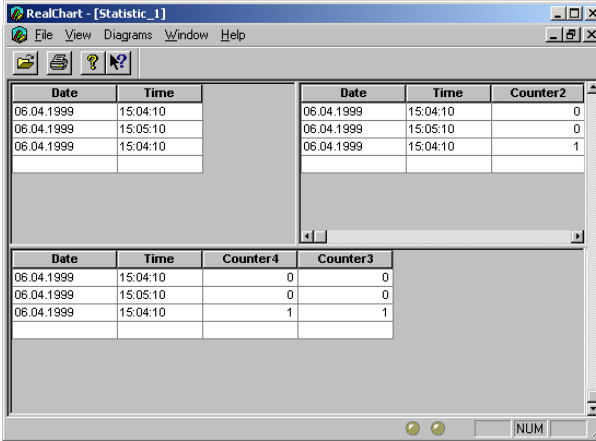 RealChart - [Statistic_1]
File View Diagrams Window Help
Date Time
06.04.1999 15:04:10
06.04.1999 15:05:10
06.04.1999 15:04:10
Date Time Counter2
06.04.1999 15:04:10 0
06.04.1999 15:05:10 0
06.04.1999 15:04:10 1
Date Time Counter4 Counter3
06.04.1999 15:04:10 0 0
06.04.1999 15:05:10 0 0
06.04.1999 15:04:10 1 1
NUM